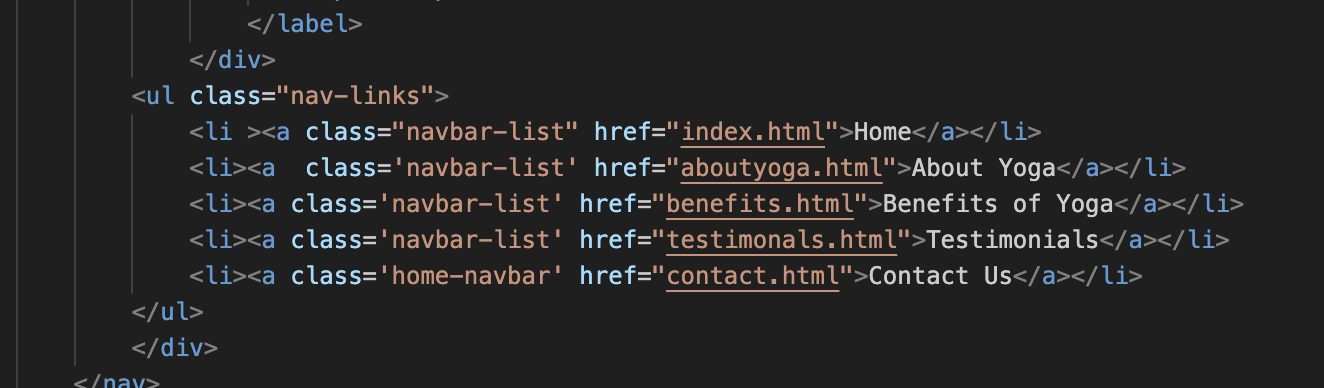 </label>
</div>
<ul class="nav-links">
<li ><a class="navbar-list" href="index.html">Home</a></li>
<li><a  class='navbar-list' href="aboutyoga.html">About Yoga</a></li>
<li><a class='navbar-list' href="benefits.html">Benefits of Yoga</a></li>
<li><a class='navbar-list' href="testimonals.html">Testimonials</a></li>
<li><a class='home-navbar' href="contact.html">Contact Us</a></li>
</ul>
</div>
</nav>